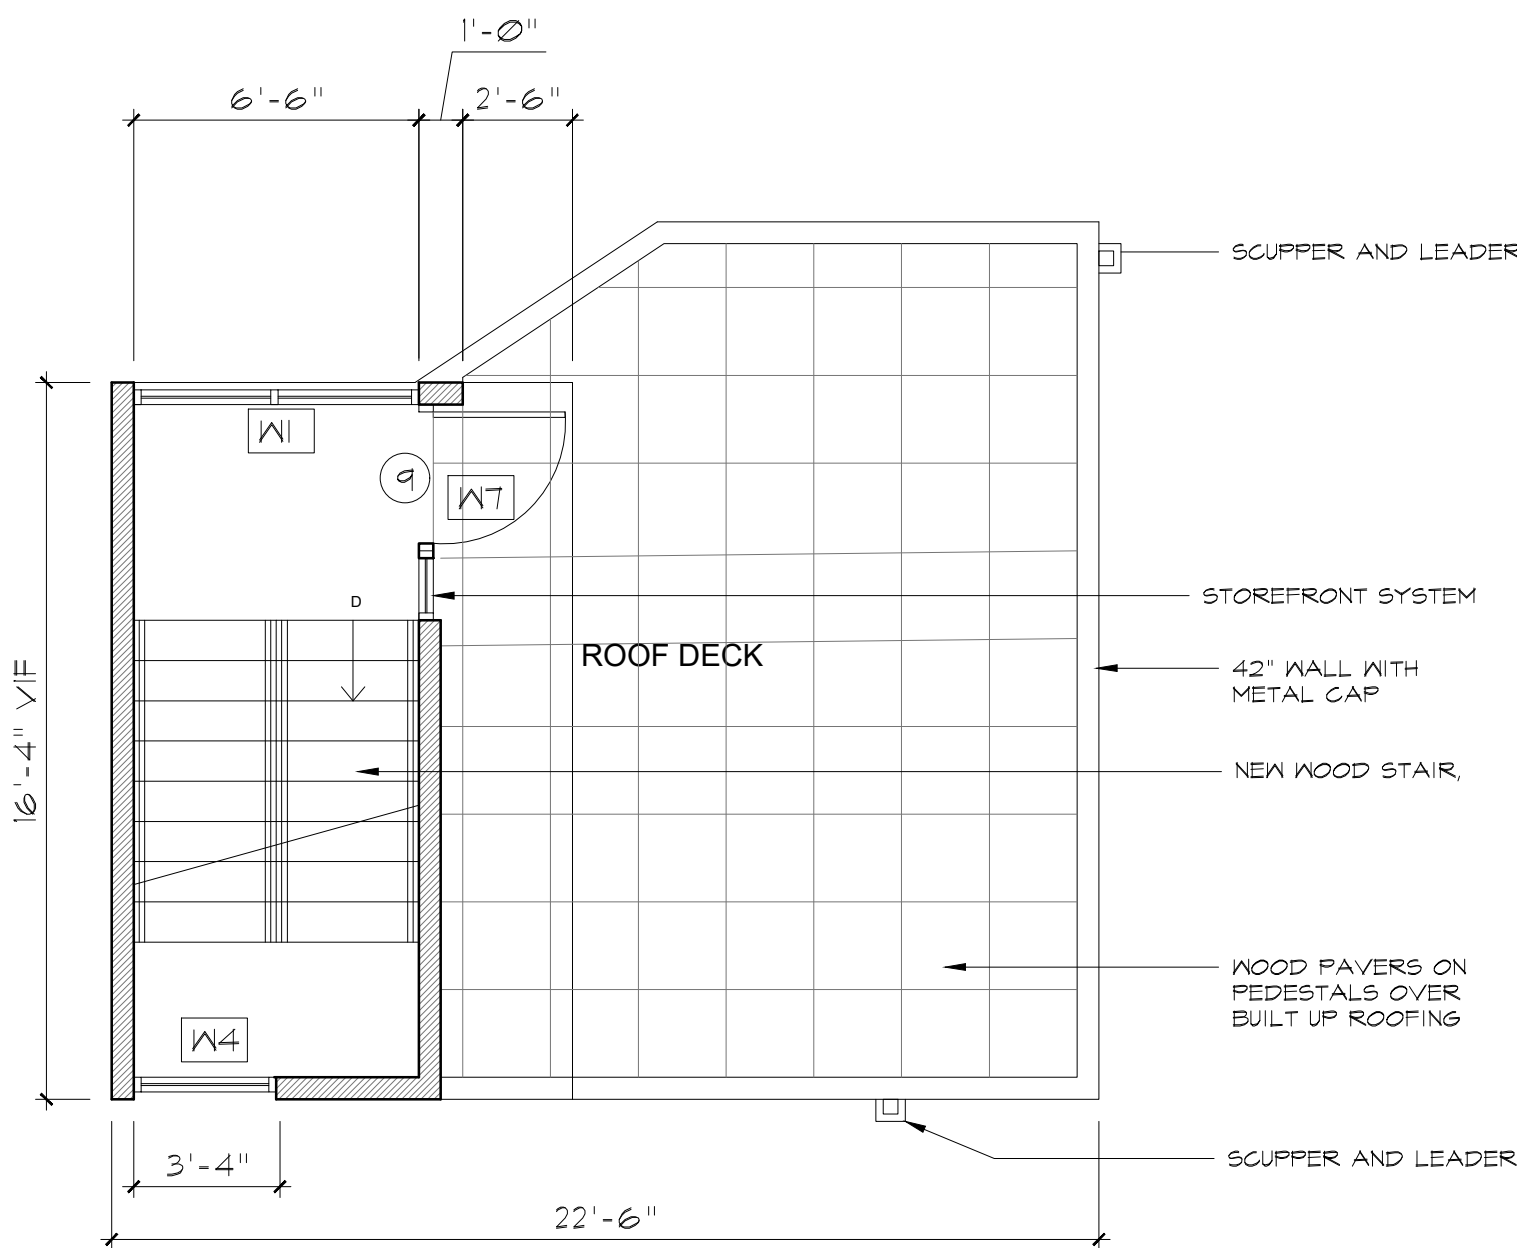 1'-0"
6'-6"
2'-6"
SCUPPER AND LEADER
W1
9
W7
D
STOREFRONT SYSTEM
ROOF DECK
42" WALL WITH
METAL CAP
16'-4" VIF
NEW WOOD STAIR,
WOOD PAVERS ON
PEDESTALS OVER
BUILT UP ROOFING
W4
3'-4"
SCUPPER AND LEADER
22'-6"